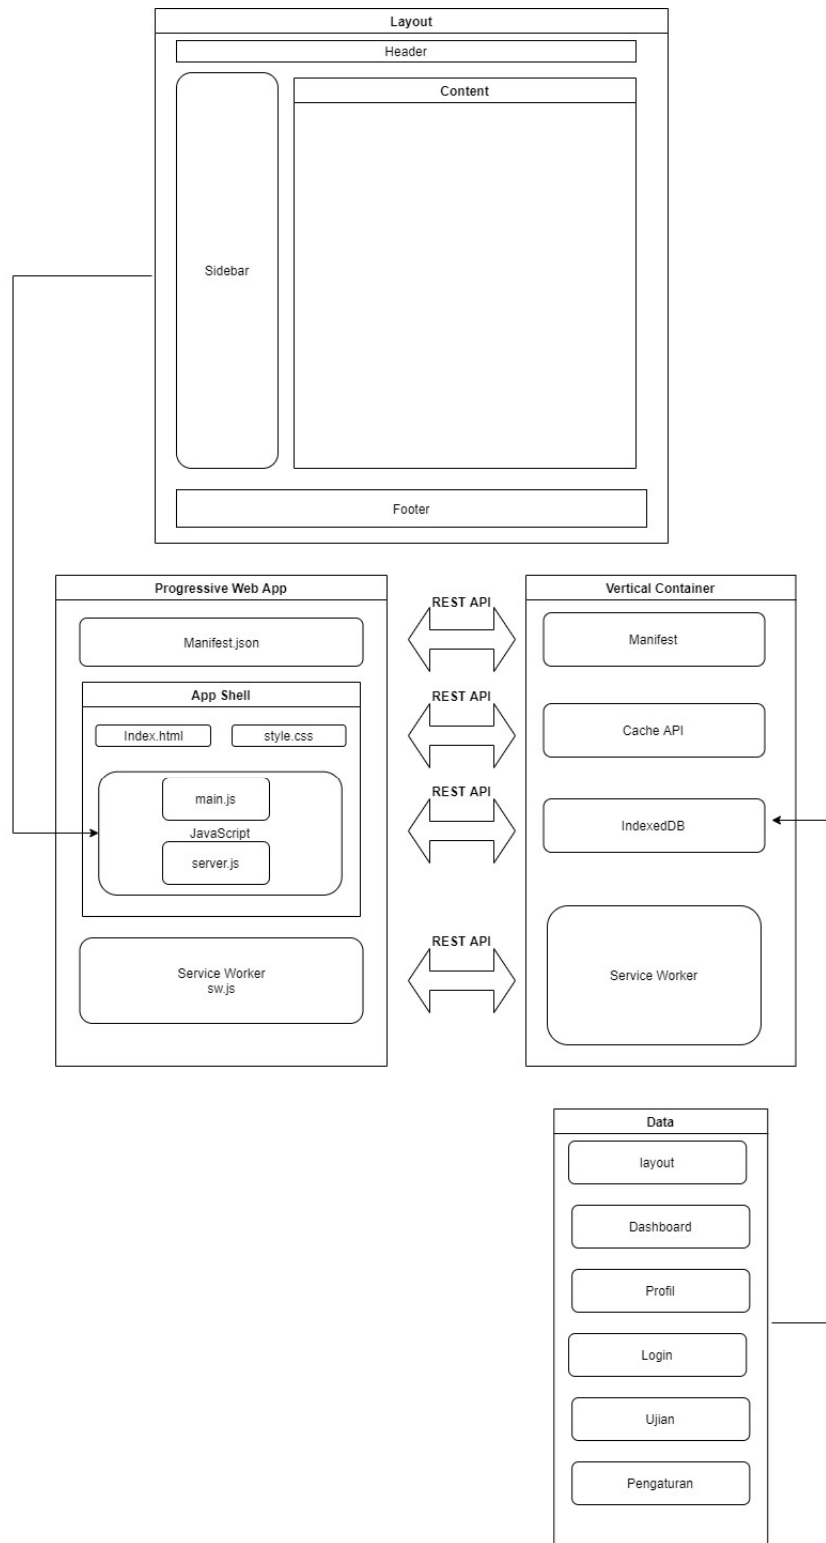 Layout
Header
Content
Sidebar
Footer
Progressive Web App
Manifest.json
App Shell
Index.html
style.css
main.js
JavaScript
server.js
Service Worker
sw.js
REST API
REST API
REST API
REST API
Vertical Container
Manifest
Cache API
IndexedDB
Service Worker
Data
layout
Dashboard
Profil
Login
Ujian
Pengaturan